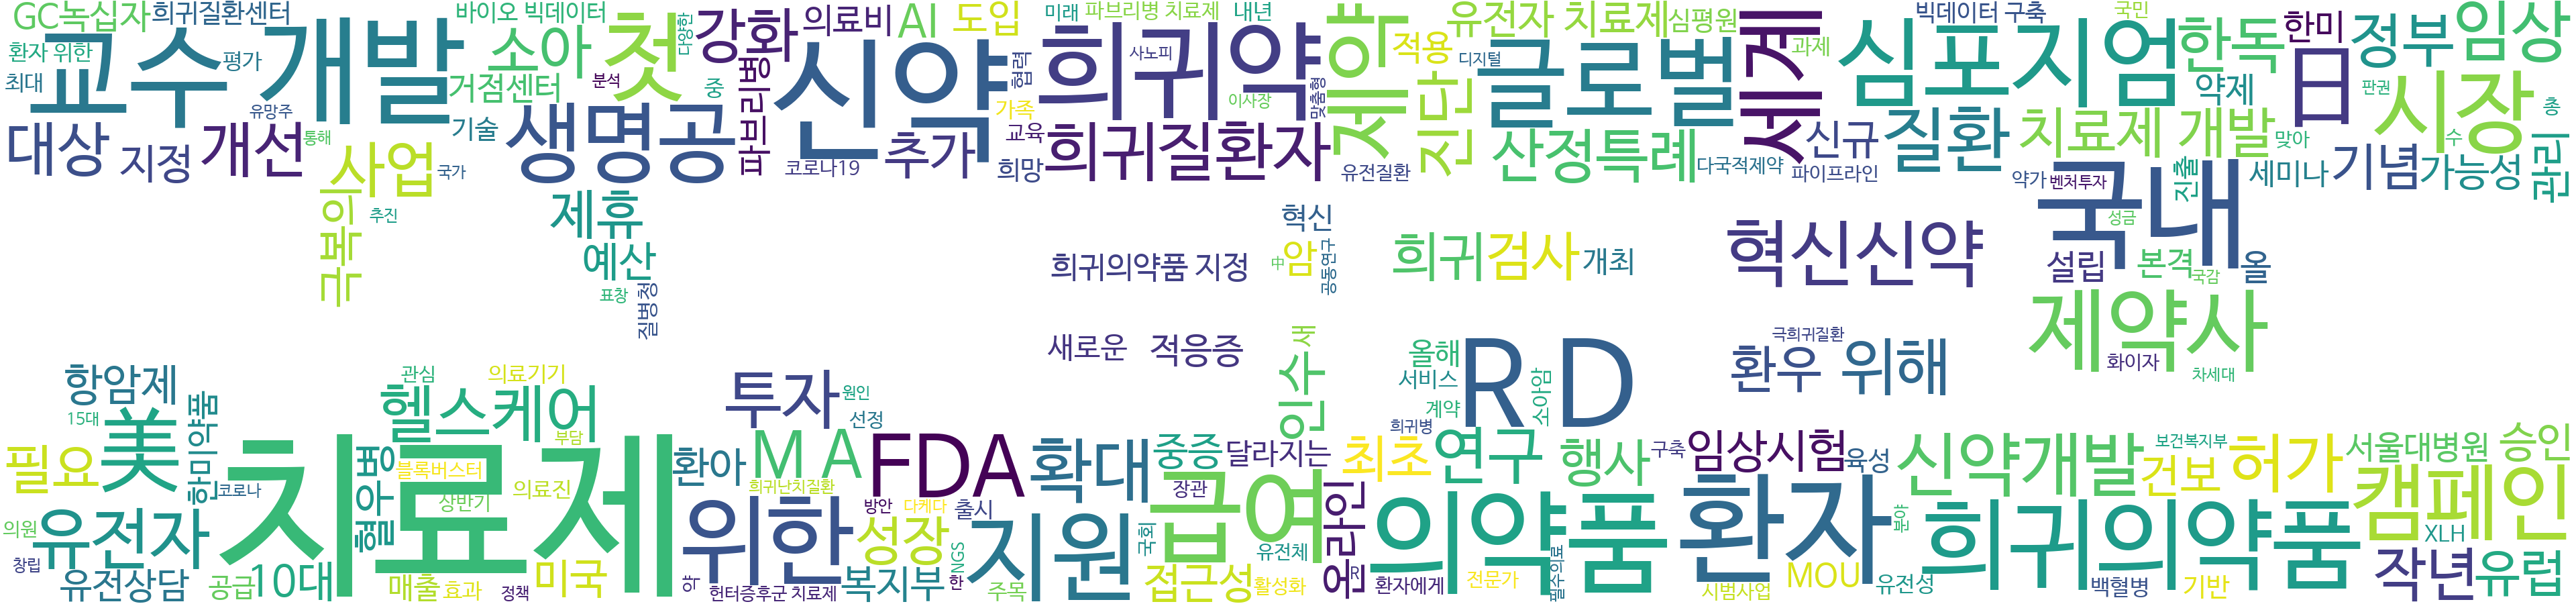 GC녹십자
희귀질환센터
바이오 빅데이터
강화
의료비
AI
도입
미래
파브리병 치료제
내년
제약
유전자 치료제
심평원
세계
빅데이터 구축
국민
한미
정부
임상
환자 위한
교수
평가
개발
소아
첫
다양한
신약
협력
희귀약
사노피
적용
디지털
글로벌
과제
심포지엄
한독
日
최대
유망주
거점센터
분석
중
파브리병
가족
이사장
맞춤형
진단
약제
시장
판권
총
대상
지정
개선
통해
기술
생명공
코로나19
추가
교육
희망
희귀질환자
유전질환
산정특례
다국적제약
신규
파이프라인
질환
치료제 개발
맞아
수
약가
벤처투자
진출
세미나
기념
가능성
관리
사업
국가
극복의
추진
제휴
예산
표창
질병청
혁신
암
中
공동연구
희귀의약품 지정
희귀
검사
개최
혁신신약
국내
성금
설립
본격
국감
올
제약사
새로운
적응증
새
인수
올해
서비스
계약
희귀병
R D
소아암
극희귀질환
환우
위해
화이자
차세대
항암제
15대
美
한미약품
관심
의료기기
헬스케어
투자
원인
선정
필요
코로나
치료제
혈우병
블록버스터
부담
상반기
의료진
환아
M A
희귀난치질환
FDA
확대
중증
달라지는
장관
최초
연구
행사
구축
임상시험
육성
신약개발
보건복지부
건보
허가
서울대병원
승인
의원
창립
유전자
유전상담
공급
10대
매출
효과
정책
미국
위한
약
헌터증후군 치료제
방안
다케다
출시
성장
NGS
한
복지부
지원
주목
국회
급여
유전체
접근성
활성화
온라인
R
의약품
환자에게
전문가
필수의료
환자
시범사업
MOU
분야
유전성
희귀의약품
백혈병
기반
캠페인
XLH
작년
유럽